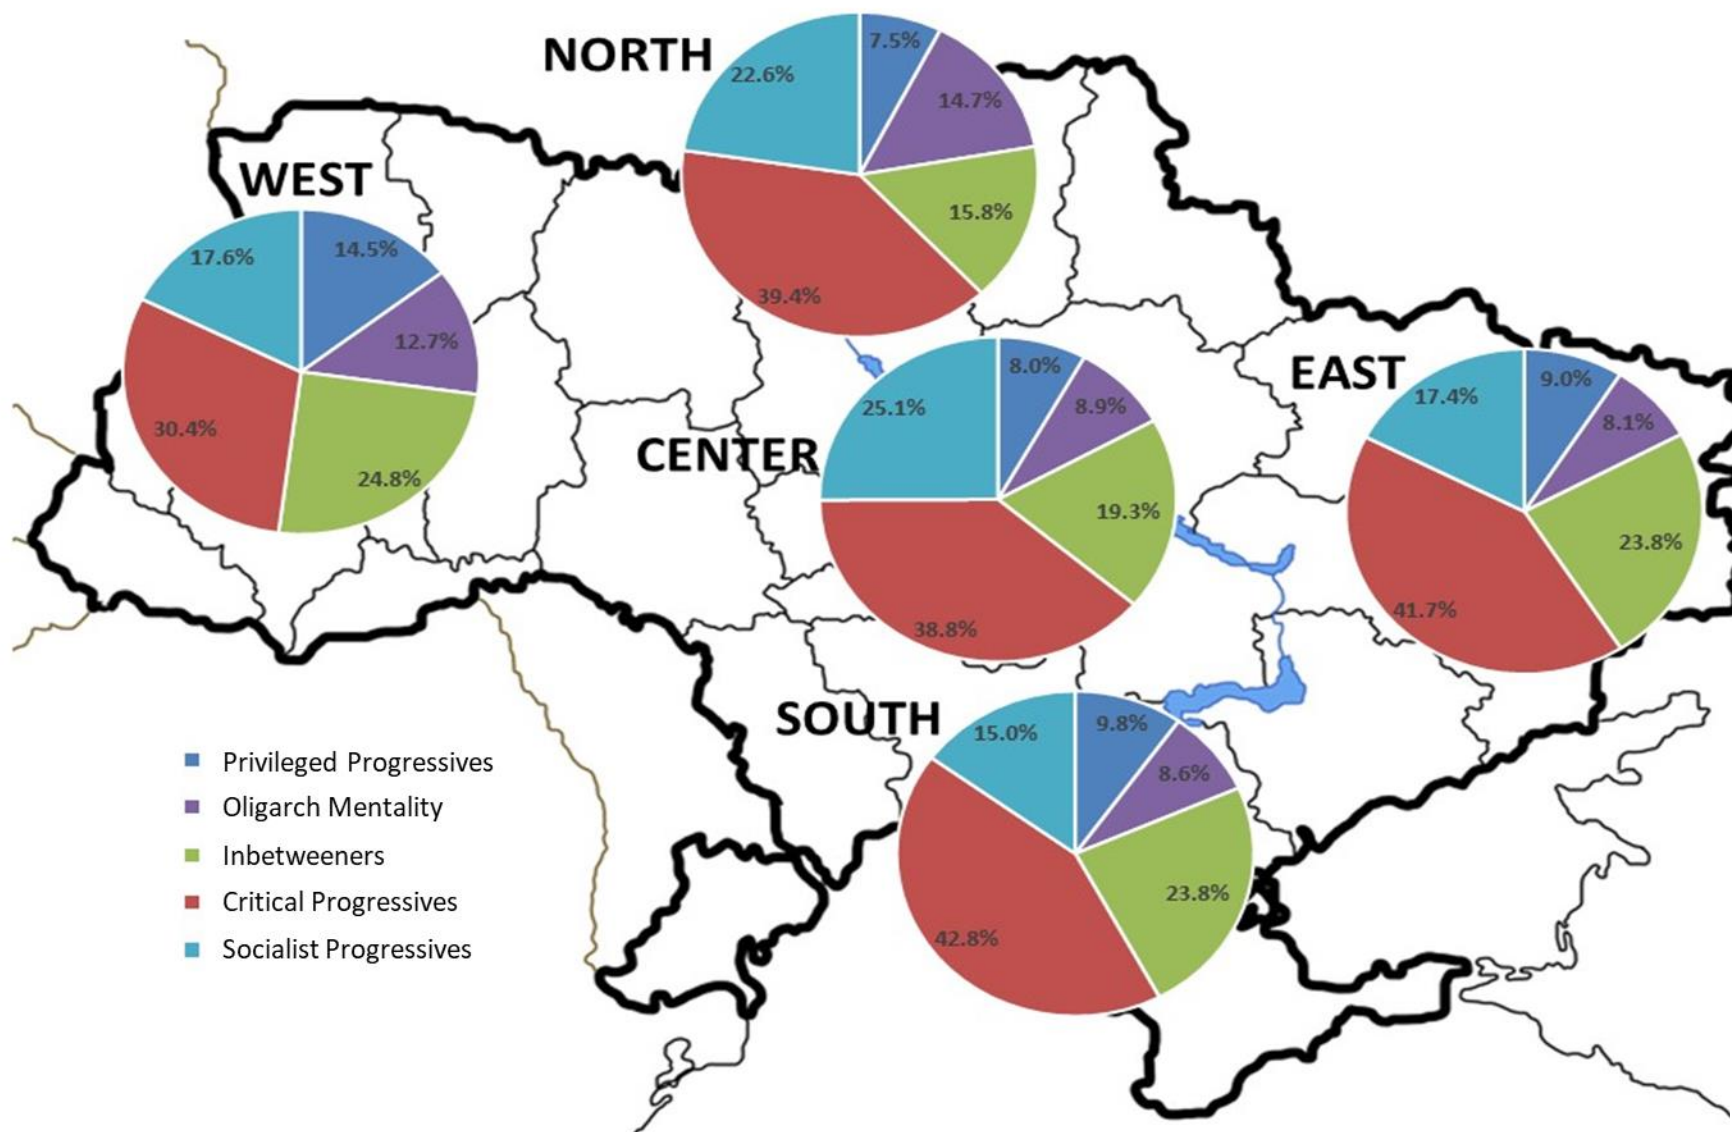 NORTH
7.5%
14.7%
15.8%
39.4%
22.6%
WEST
14.5%
12.7%
24.8%
30.4%
17.6%
CENTER
8.0%
8.9%
19.3%
38.8%
25.1%
EAST
9.0%
8.1%
23.8%
41.7%
17.4%
SOUTH
9.8%
8.6%
23.8%
42.8%
15.0%
Privileged Progressives
Oligarch Mentality
Inbetweeners
Critical Progressives
Socialist Progressives